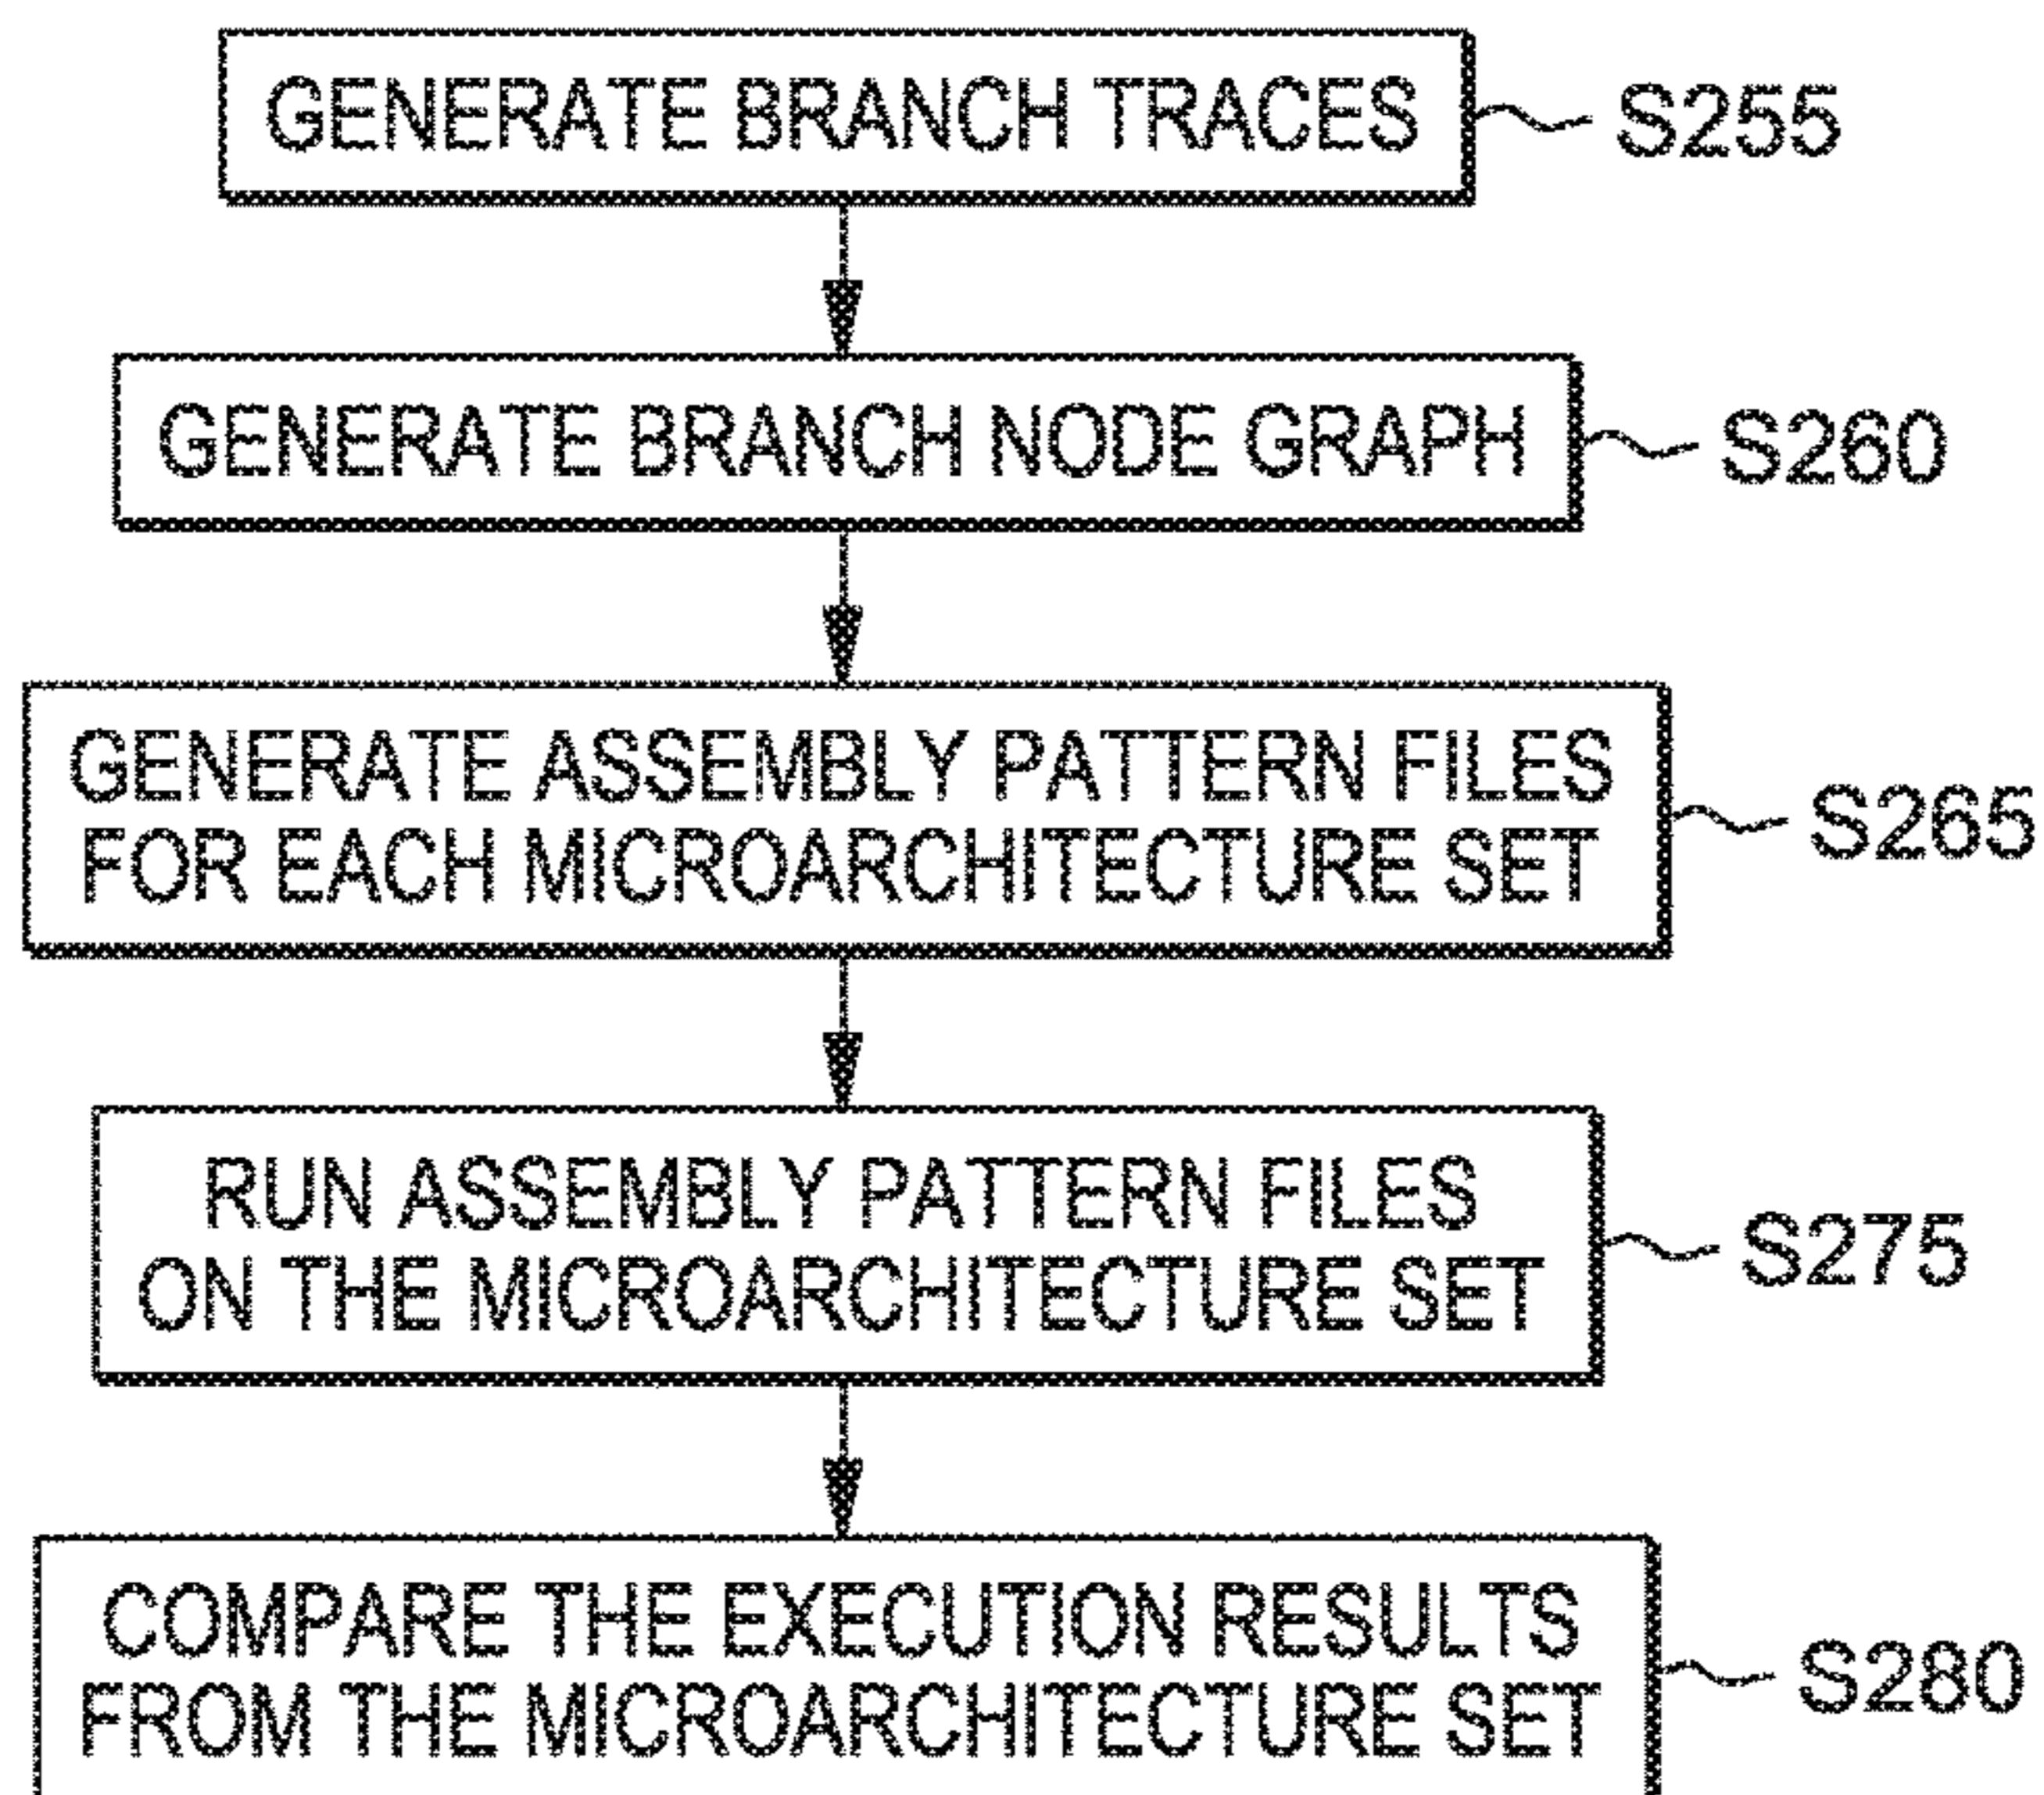 GENERATE BRANCH TRACES
S255
GENERATE BRANCH NODE GRAPH
S260
GENERATE ASSEMBLY PATTERN FILES
FOR EACH MICROARCHITECTURE SET
S265
RUN ASSEMBLY PATTERN FILES
ON THE MICROARCHITECTURE SET
S275
COMPARE THE EXECUTION RESULTS
FROM THE MICROARCHITECTURE SET
S280